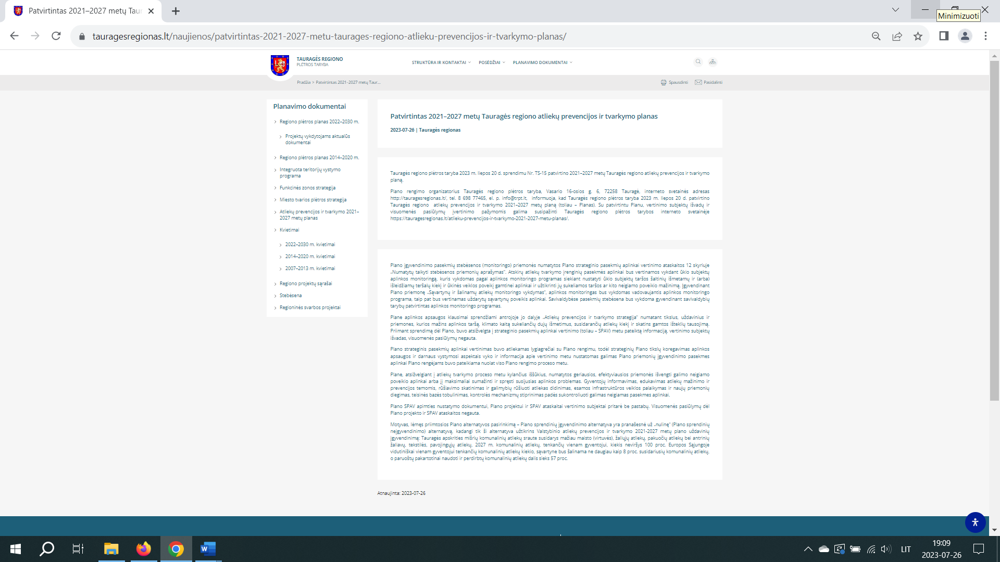 Patvirtintas 2021–2027 metų Taur
Minimizuoti
tauragesregionas.lt/naujienos/patvirtintas-2021-2027-metu-taurages-regiono-atlieku-prevencijos-ir-tvarkymo-planas/
TAURAGĖS REGIONO
PLĖTROS TARYBA
STRUKTŪRA IR KONTAKTAI
POSĖDŽIAI
PLANAVIMO DOKUMENTAI
Pradžia > Patvirtintas 2021–2027 metų Taur...
Spausdinti
Pasidalinti
Planavimo dokumentai
Regiono plėtros planas 2022–2030 m.
Projektų vykdytojams aktualūs
dokumentai
Regiono plėtros planas 2014–2020 m.
Integruota teritorijų vystymo
programa
Funkcinės zonos strategija
Miesto tvarios plėtros strategija
Atliekų prevencijos ir tvarkymo 2021–
2027 metų planas
Kvietimai
2022–2030 m. kvietimai
2014–2020 m. kvietimai
2007–2013 m. kvietimai
Regiono projektų sąrašai
Stebėsena
Regioninės svarbos projektai
Patvirtintas 2021–2027 metų Tauragės regiono atliekų prevencijos ir tvarkymo planas
2023-07-26 | Tauragės regionas
Tauragės regiono plėtros taryba 2023 m. liepos 20 d. sprendimu Nr. TS-15 patvirtino 2021–2027 metų Tauragės regiono atliekų prevencijos ir tvarkymo
planą.
Plano rengimo organizatorius Tauragės regiono plėtros taryba, Vasario 16-osios g. 6, 72258 Tauragė, interneto svetainės adresas
http://tauragesregionas.lt/, tel. 8 698 77465, el. p. info@trpt.lt, informuoja, kad Tauragės regiono plėtros taryba 2023 m. liepos 20 d. patvirtino
Tauragės regiono atliekų prevencijos ir tvarkymo 2021–2027 metų planą (toliau – Planas). Su patvirtintu Planu, vertinimo subjektų išvadų ir
visuomenės pasiūlymų įvertinimo pažymomis galima susipažinti Tauragės regiono plėtros tarybos interneto svetainėje
https://tauragesregionas.lt/atlieku-prevencijos-ir-tvarkymo-2021-2027-metu-planas/.
Plano įgyvendinimo pasekmių stebėsenos (monitoringo) priemonės numatytos Plano strateginio pasekmių aplinkai vertinimo ataskaitos 12 skyriuje
„Numatytų taikyti stebėsenos priemonių aprašymas“. Atskirų atliekų tvarkymo įrenginių pasekmės aplinkai bus vertinamos vykdant ūkio subjektų
aplinkos monitoringą, kuris vykdomas pagal aplinkos monitoringo programas siekiant nustatyti ūkio subjektų taršos šaltinių išmetamų ir (arba)
išleidžiamų teršalų kiekį ir ūkinės veiklos poveikį gamtinei aplinkai ir užtikrinti jų sukeliamos taršos ar kito neigiamo poveikio mažinimą. Įgyvendinant
Plano priemonę „Sąvartynų ir šalinamų atliekų monitoringo vykdymas“, aplinkos monitoringas bus vykdomas vadovaujantis aplinkos monitoringo
programa, taip pat bus vertinamas uždarytų sąvartynų poveikis aplinkai. Savivaldybėse pasekmių stebėsena bus vykdoma gyvendinant savivaldybių
tarybų patvirtintas aplinkos monitoringo programas.
Plane aplinkos apsaugos klausimai sprendžiami antrojoje jo dalyje „Atliekų prevencijos ir tvarkymo strategija“ numatant tikslus, uždavinius ir
priemones, kurios mažins aplinkos taršą, klimato kaitą sukeliančių dujų išmetimus, susidarančių atliekų kiekį ir skatins gamtos išteklių tausojimą.
Priimant sprendimą dėl Plano, buvo atsižvelgta į strateginio pasekmių aplinkai vertinimo (toliau – SPAV) metu pateiktą informaciją, vertinimo subjektų
išvadas, visuomenės pasiūlymų negauta.
Plano strateginis pasekmių aplinkai vertinimas buvo atliekamas lygiagrečiai su Plano rengimu, todėl strateginių Plano tikslų koregavimas aplinkos
apsaugos ir darnaus vystymosi aspektais vyko ir informacija apie vertinimo metu nustatomas galimas Plano priemonių įgyvendinimo pasekmes
aplinkai Plano rengėjams buvo pateikiama nuolat viso Plano rengimo proceso metu.
Plane, atsižvelgiant į atliekų tvarkymo proceso metu kylančius iššūkius, numatytos geriausios, efektyviausios priemonės išvengti galimo neigiamo
poveikio aplinkai arba jį maksimaliai sumažinti ir spręsti susijusias aplinkos problemas. Gyventojų informavimas, edukavimas atliekų mažinimo ir
prevencijos temomis, rūšiavimo skatinimas ir galimybių rūšiuoti atliekas didinimas, esamos infrastruktūros veiklos palaikymas ir naujų priemonių
diegimas, teisinės bazės tobulinimas, kontrolės mechanizmų stiprinimas padės sukontroliuoti galimas neigiamas pasekmes aplinkai.
Plano SPAV apimties nustatymo dokumentui, Plano projektui ir SPAV ataskaitai vertinimo subjektai pritarė be pastabų. Visuomenės pasiūlymų dėl
Plano projekto ir SPAV ataskaitos negauta.
Motyvas, lėmęs priimtosios Plano alternatyvos pasirinkimą – Plano sprendinių įgyvendinimo alternatyva yra pranašesnė už „nulinę“ (Plano sprendinių
neįgyvendinimo) alternatyvą, kadangi tik ši alternatyva užtikrins Valstybinio atliekų prevencijos ir tvarkymo 2021-2027 metų plano uždavinių
įgyvendinimą: Tauragės apskrities mišrių komunalinių atliekų sraute susidarys mažiau maisto (virtuvės), žaliųjų atliekų, pakuočių atliekų bei antrinių
žaliavų, tekstilės, pavojingųjų atliekų, 2027 m. komunalinių atliekų, tenkančių vienam gyventojui, kiekis neviršys 100 proc. Europos Sąjungoje
vidutiniškai vienam gyventojui tenkančių komunalinių atliekų kiekio, sąvartyne bus šalinama ne daugiau kaip 8 proc. susidariusių komunalinių atliekų,
o paruoštų pakartotinai naudoti ir perdirbtų komunalinių atliekų dalis sieks 57 proc.
Atnaujinta: 2023-07-26
LIT
19:09
2023-07-26